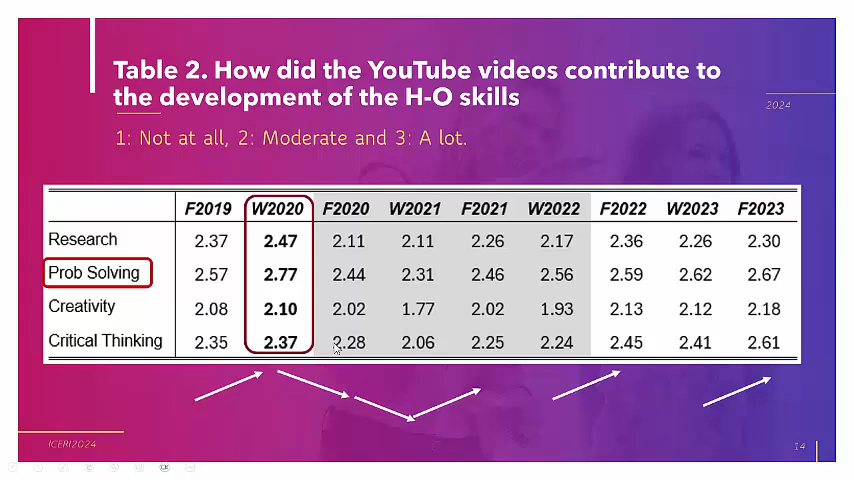 Table 2. How did the YouTube videos contribute to
the development of the H-O skills
2024
1: Not at all, 2: Moderate and 3: A lot.
F2019 W2020 F2020 W2021 F2021 W2022 F2022 W2023 F2023
Research 2.37 2.47 2.11 2.11 2.26 2.17 2.36 2.26 2.30
Prob Solving 2.57 2.77 2.44 2.31 2.46 2.56 2.59 2.62 2.67
Creativity 2.08 2.10 2.02 1.77 2.02 1.93 2.13 2.12 2.18
Critical Thinking 2.35 2.37 2.28 2.06 2.25 2.24 2.45 2.41 2.61
ICERI2024
14